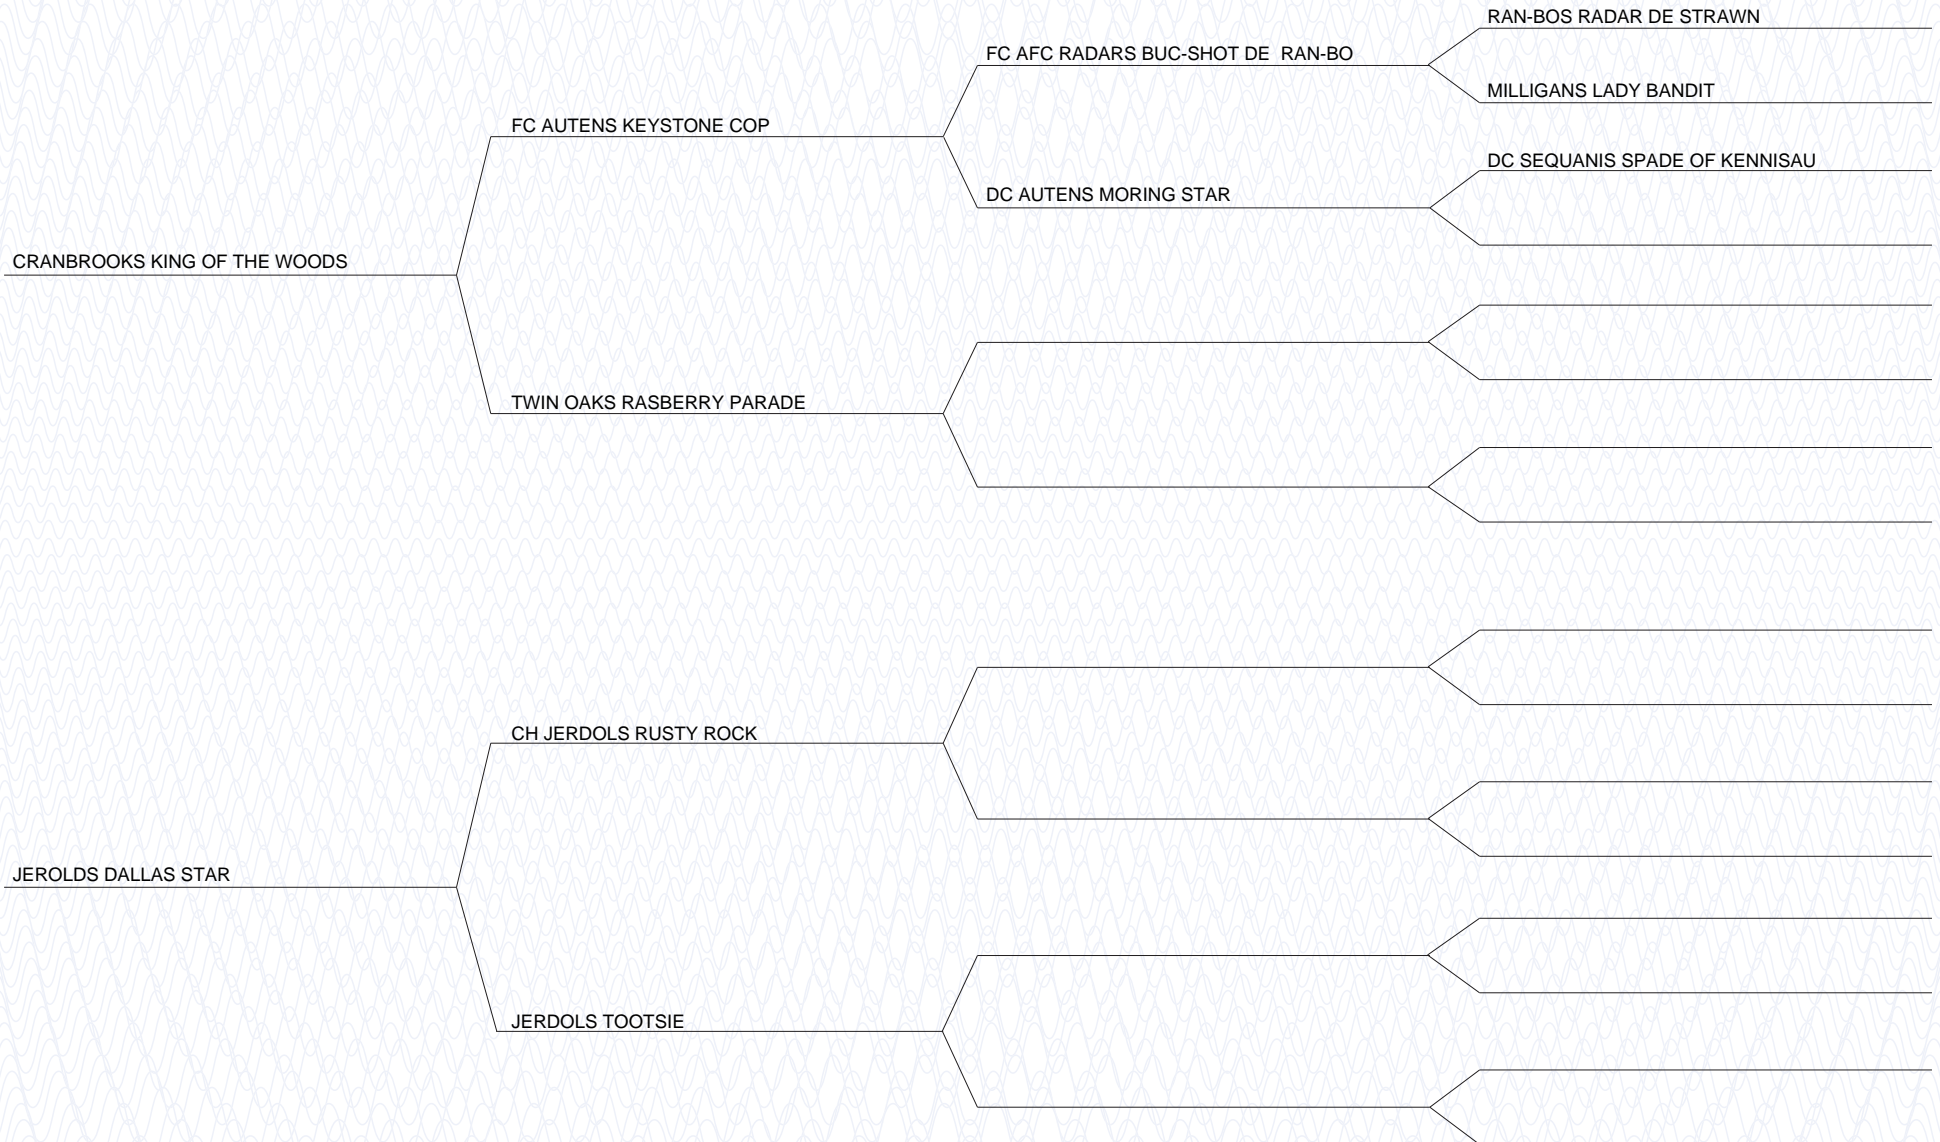 RAN-BOS RADAR DE STRAWN
FC AFC RADARS BUC-SHOT DE  RAN-BO
MILLIGANS LADY BANDIT
FC AUTENS KEYSTONE COP
DC SEQUANIS SPADE OF KENNISAU
DC AUTENS MORING STAR
CRANBROOKS KING OF THE WOODS
TWIN OAKS RASBERRY PARADE
CH JERDOLS RUSTY ROCK
JEROLDS DALLAS STAR
JERDOLS TOOTSIE